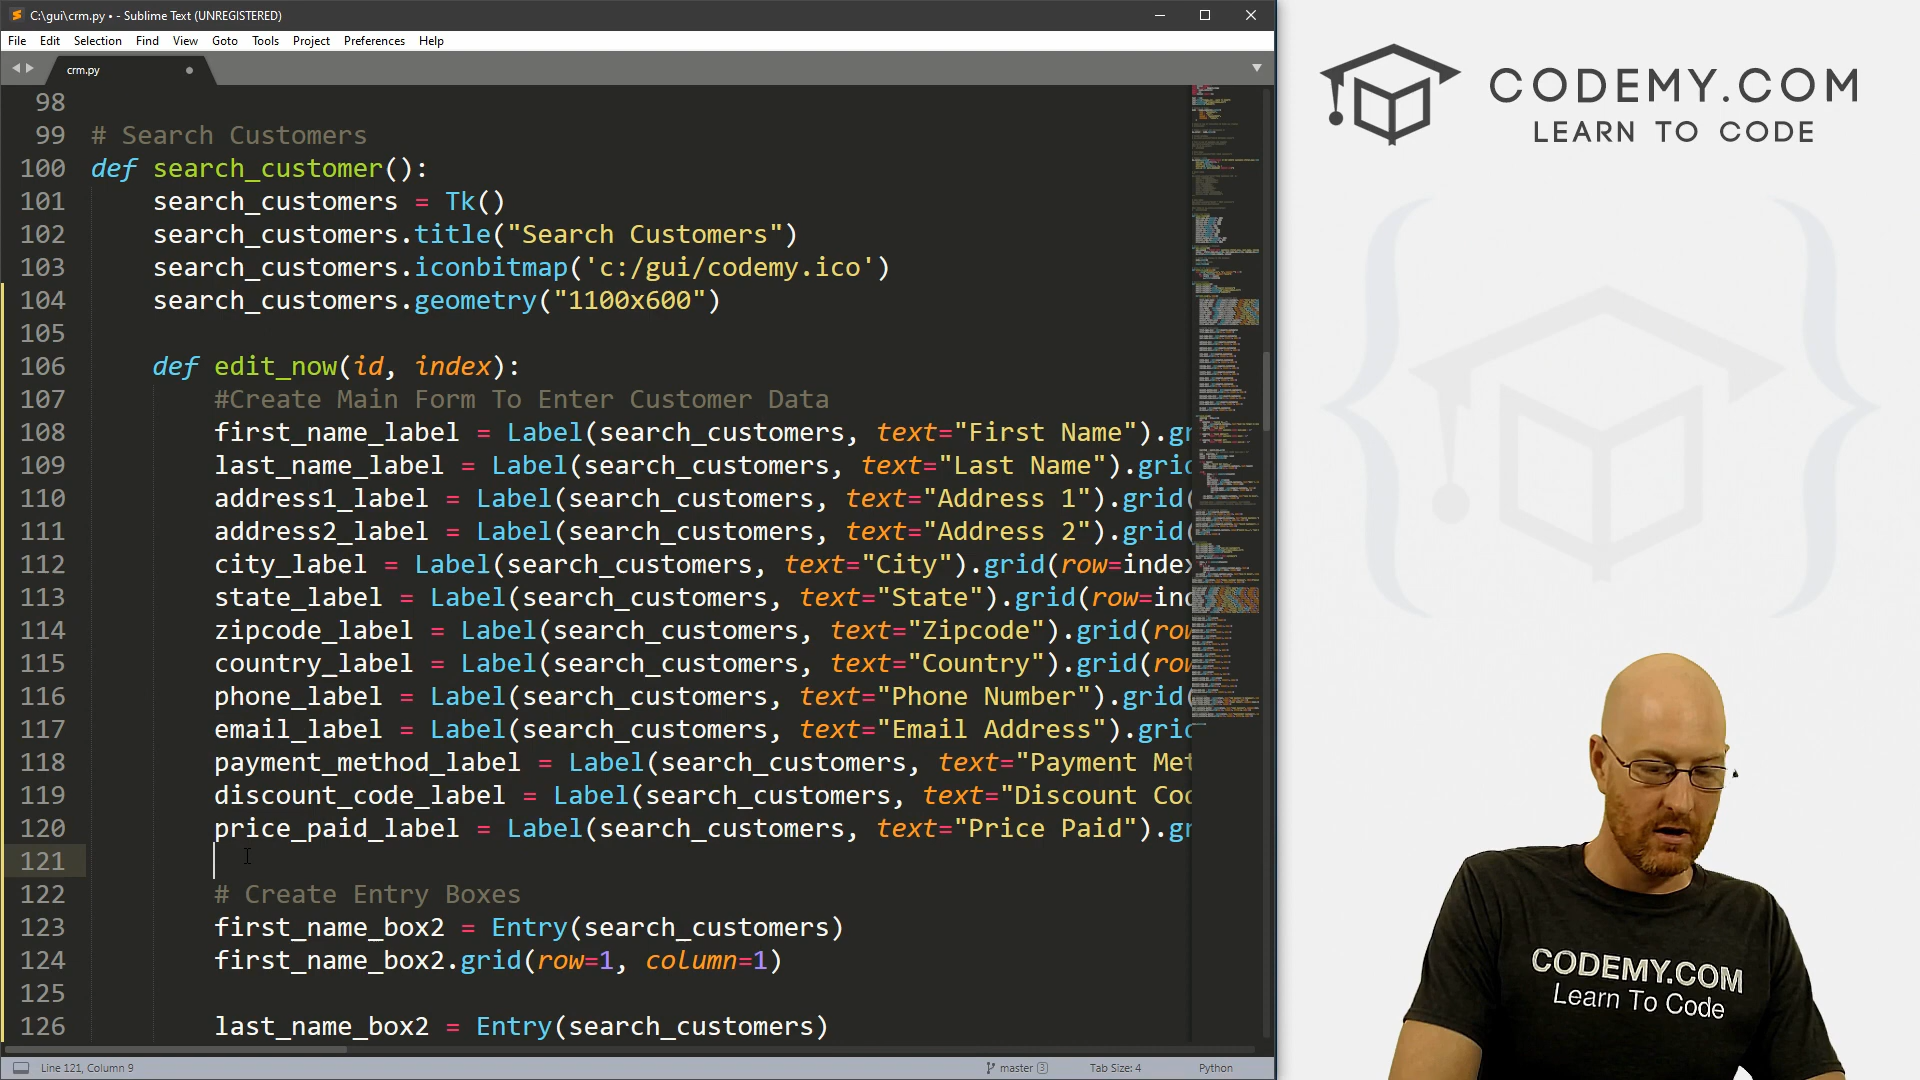 C:\gui\crm.py • - Sublime Text (UNREGISTERED)
File Edit Selection Find View Goto Tools Project Preferences Help
crm.py
98
99 # Search Customers
100 def search_customer():
101 search_customers = Tk()
102 search_customers.title("Search Customers")
103 search_customers.iconbitmap('c:/gui/codemy.ico')
104 search_customers.geometry("1100x600")
105
106 def edit_now(id, index):
107 #Create Main Form To Enter Customer Data
108 first_name_label = Label(search_customers, text="First Name").gr
109 last_name_label = Label(search_customers, text="Last Name").grid
110 address1_label = Label(search_customers, text="Address 1").grid(
111 address2_label = Label(search_customers, text="Address 2").grid(
112 city_label = Label(search_customers, text="City").grid(row=index
113 state_label = Label(search_customers, text="State").grid(row=ind
114 zipcode_label = Label(search_customers, text="Zipcode").grid(row
115 country_label = Label(search_customers, text="Country").grid(row
116 phone_label = Label(search_customers, text="Phone Number").grid(
117 email_label = Label(search_customers, text="Email Address").grid
118 payment_method_label = Label(search_customers, text="Payment Met
119 discount_code_label = Label(search_customers, text="Discount Cod
120 price_paid_label = Label(search_customers, text="Price Paid").gr
121
122 # Create Entry Boxes
123 first_name_box2 = Entry(search_customers)
124 first_name_box2.grid(row=1, column=1)
125
126 last_name_box2 = Entry(search_customers)
Line 121, Column 9 master 3 Tab Size: 4 Python
CODEMY.COM
LEARN TO CODE
CODEMY.COM
Learn To Code